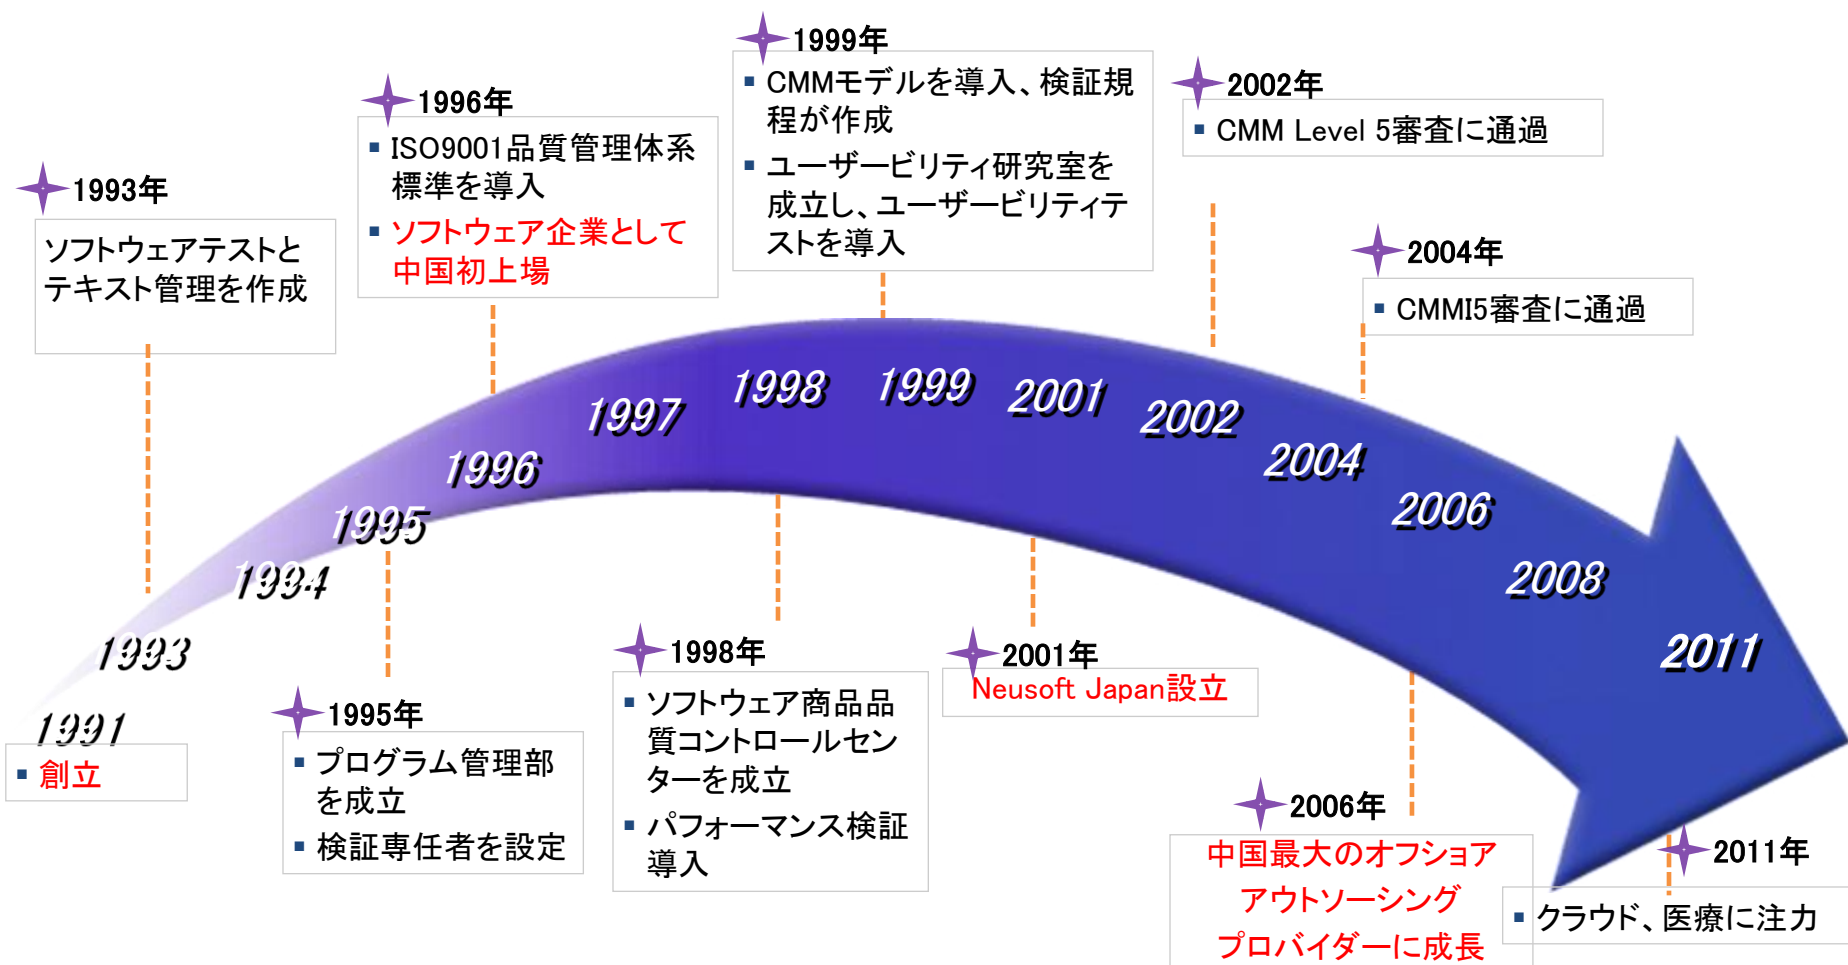 1993年
ソフトウェアテストと
テキスト管理を作成
1996年
▪ ISO9001品質管理体系
標準を導入
▪ ソフトウェア企業として
中国初上場
1999年
▪ CMMモデルを導入、検証規
程が作成
▪ ユーザービリティ研究室を
成立し、ユーザービリティテ
ストを導入
2002年
▪ CMM Level 5審査に通過
2004年
▪ CMMI5審査に通過
1991
1993
1994
1995
1996
1997
1998
1999
2001
2002
2004
2006
2008
2011
▪ 創立
1995年
▪ プログラム管理部
を成立
▪ 検証専任者を設定
1998年
▪ ソフトウェア商品品
質コントロールセン
ターを成立
▪ パフォーマンス検証
導入
2001年
Neusoft Japan設立
2006年
中国最大のオフショア
アウトソーシング
プロバイダーに成長
2011年
▪ クラウド、医療に注力